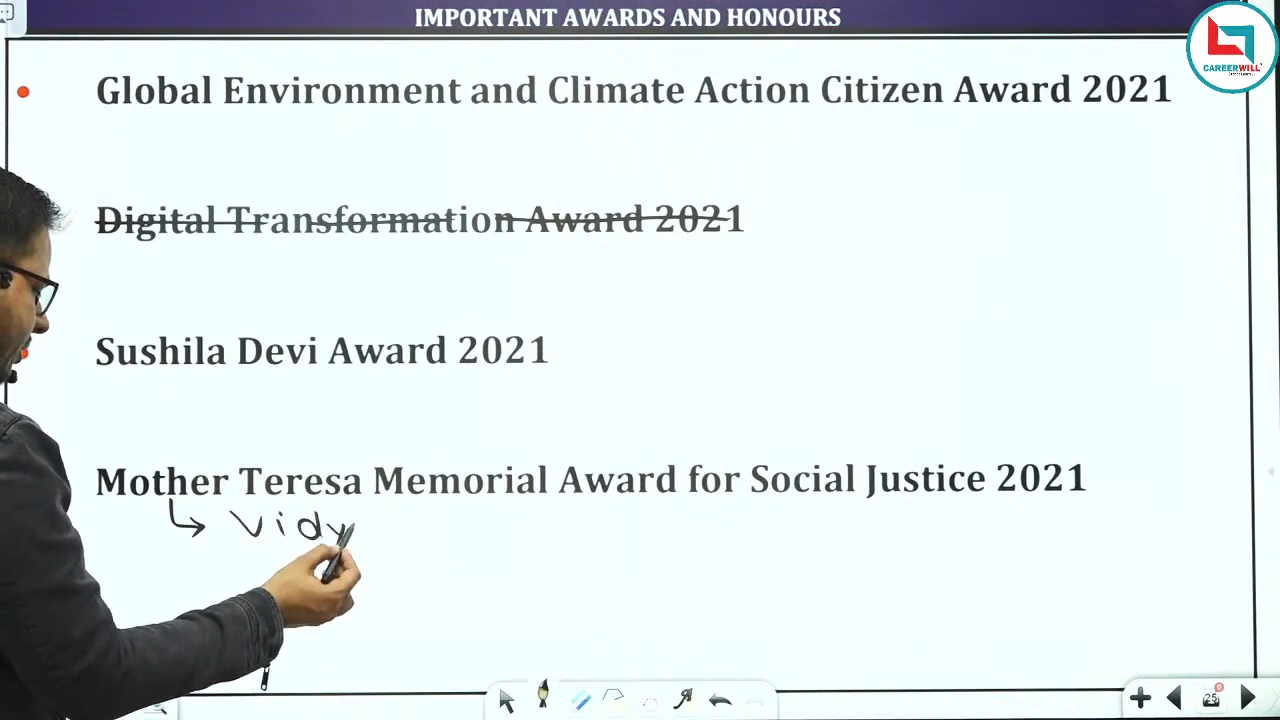 IMPORTANT AWARDS AND HONOURS
CAREERWILL
Global Environment and Climate Action Citizen Award 2021
Digital Transformation Award 2021
Sushila Devi Award 2021
Mother Teresa Memorial Award for Social Justice 2021
Vidy
25